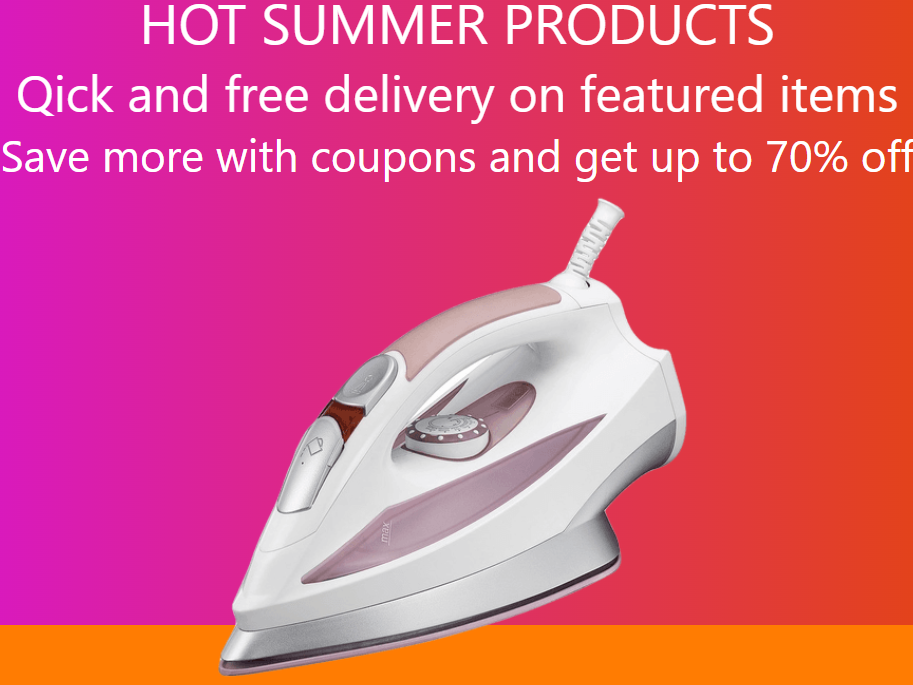 HOT SUMMER PRODUCTS
Qick and free delivery on featured items
Save more with coupons and get up to 70% off
max